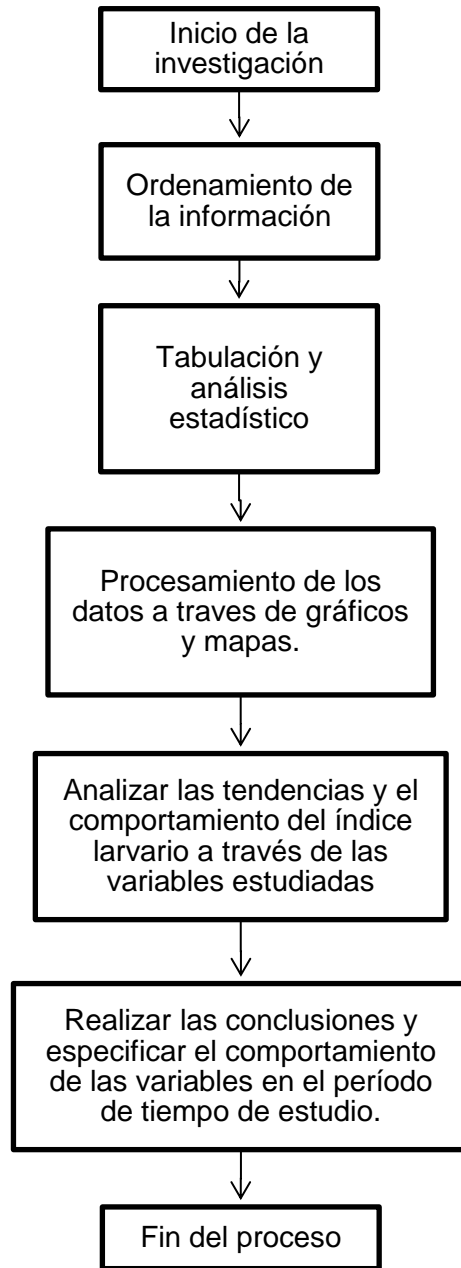 Inicio de la
investigación
Ordenamiento de
la información
Tabulación y
análisis
estadístico
Procesamiento de los
datos a traves de gráficos
y mapas.
Analizar las tendencias y el
comportamiento del índice
larvario a través de las
variables estudiadas
Realizar las conclusiones y
especificar el comportamiento
de las variables en el período
de tiempo de estudio.
Fin del proceso